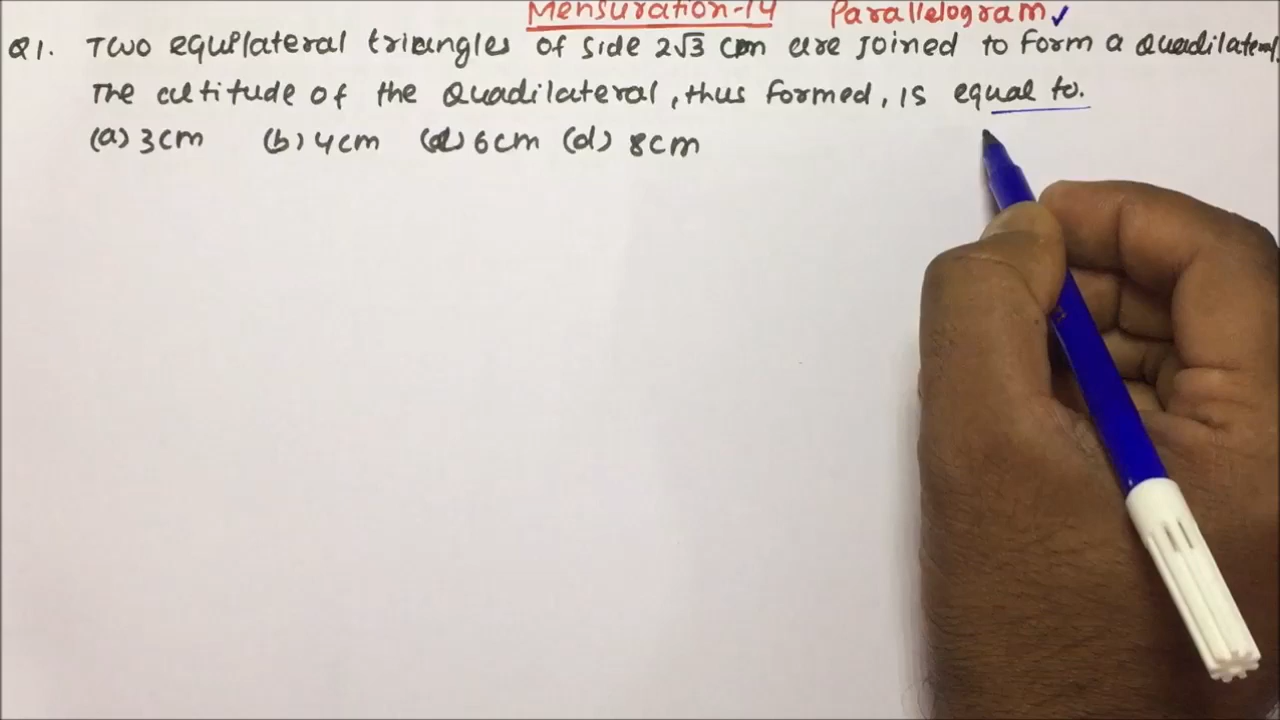 Mensuration-14 Parallelogram ✓
Q1. Two equilateral triangles of side 2√3 cm are joined to form a Quadilateral.
The altitude of the Quadilateral, thus formed, is equal to.
(a) 3cm (b) 4cm (c) 6cm (d) 8cm